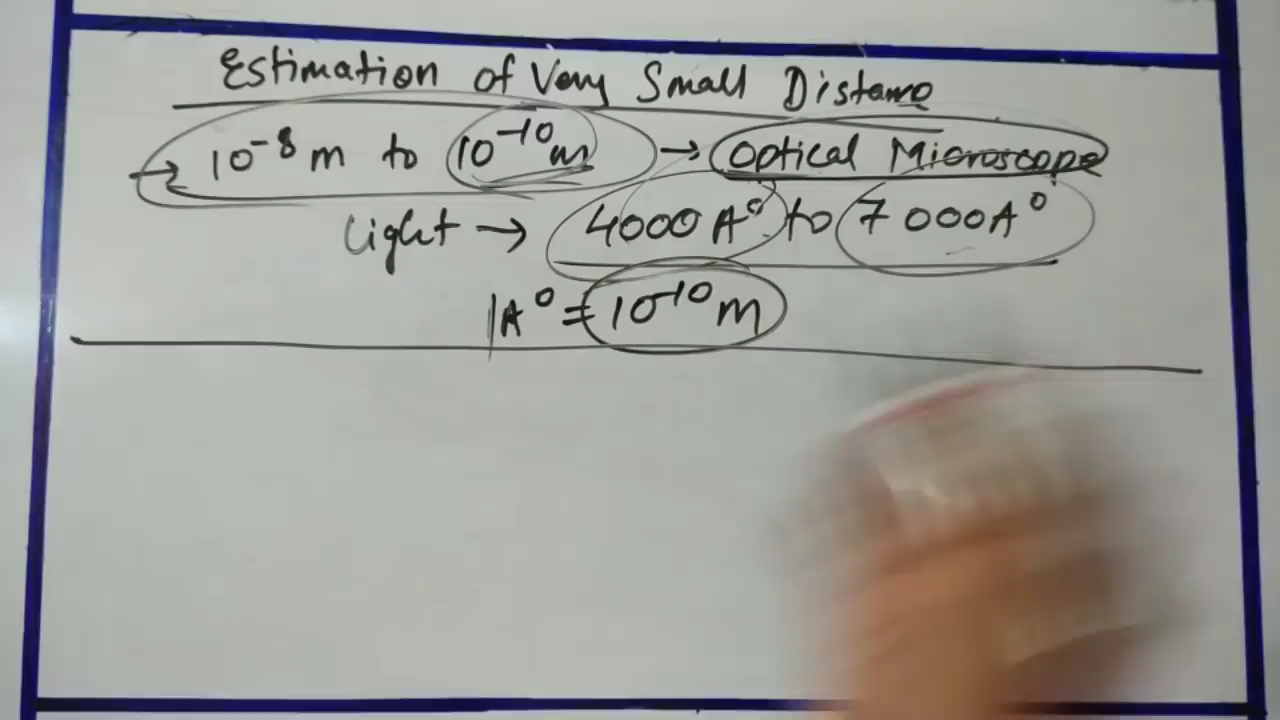 Estimation of Very Small Distance
→ 10⁻⁸ m to 10⁻¹⁰ m → Optical Microscope
Light → 4000 A° to 7000 A°
1A° = 10⁻¹⁰ m